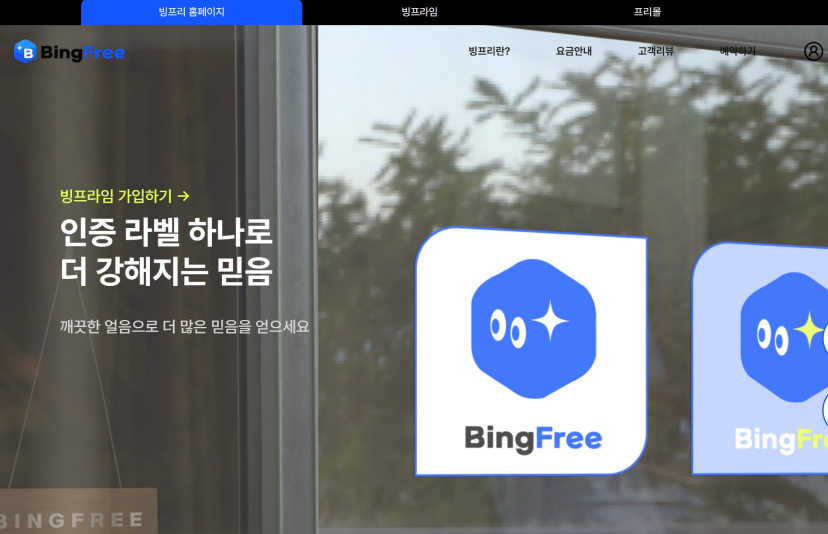 빙프리 홈페이지
빙프라임
프리몰
B BingFree
빙프리란?
요금안내
고객리뷰
예약하기
빙프라임 가입하기 →
인증 라벨 하나로
더 강해지는 믿음
깨끗한 얼음으로 더 많은 믿음을 얻으세요
BingFree
BingFre
BINGFREE